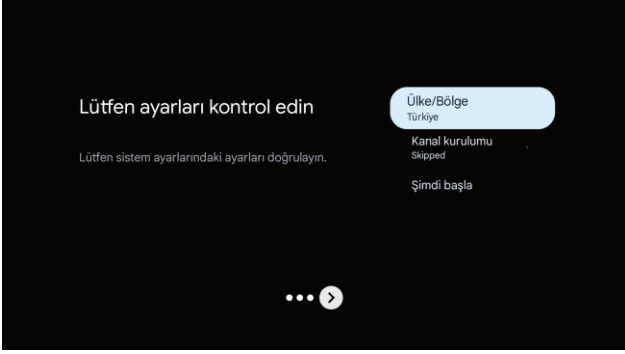 Lütfen ayarları kontrol edin
Lütfen sistem ayarlarındaki ayarları doğrulayın.
Ülke/Bölge
Türkiye
Kanal kurulumu
Skipped
Şimdi başla